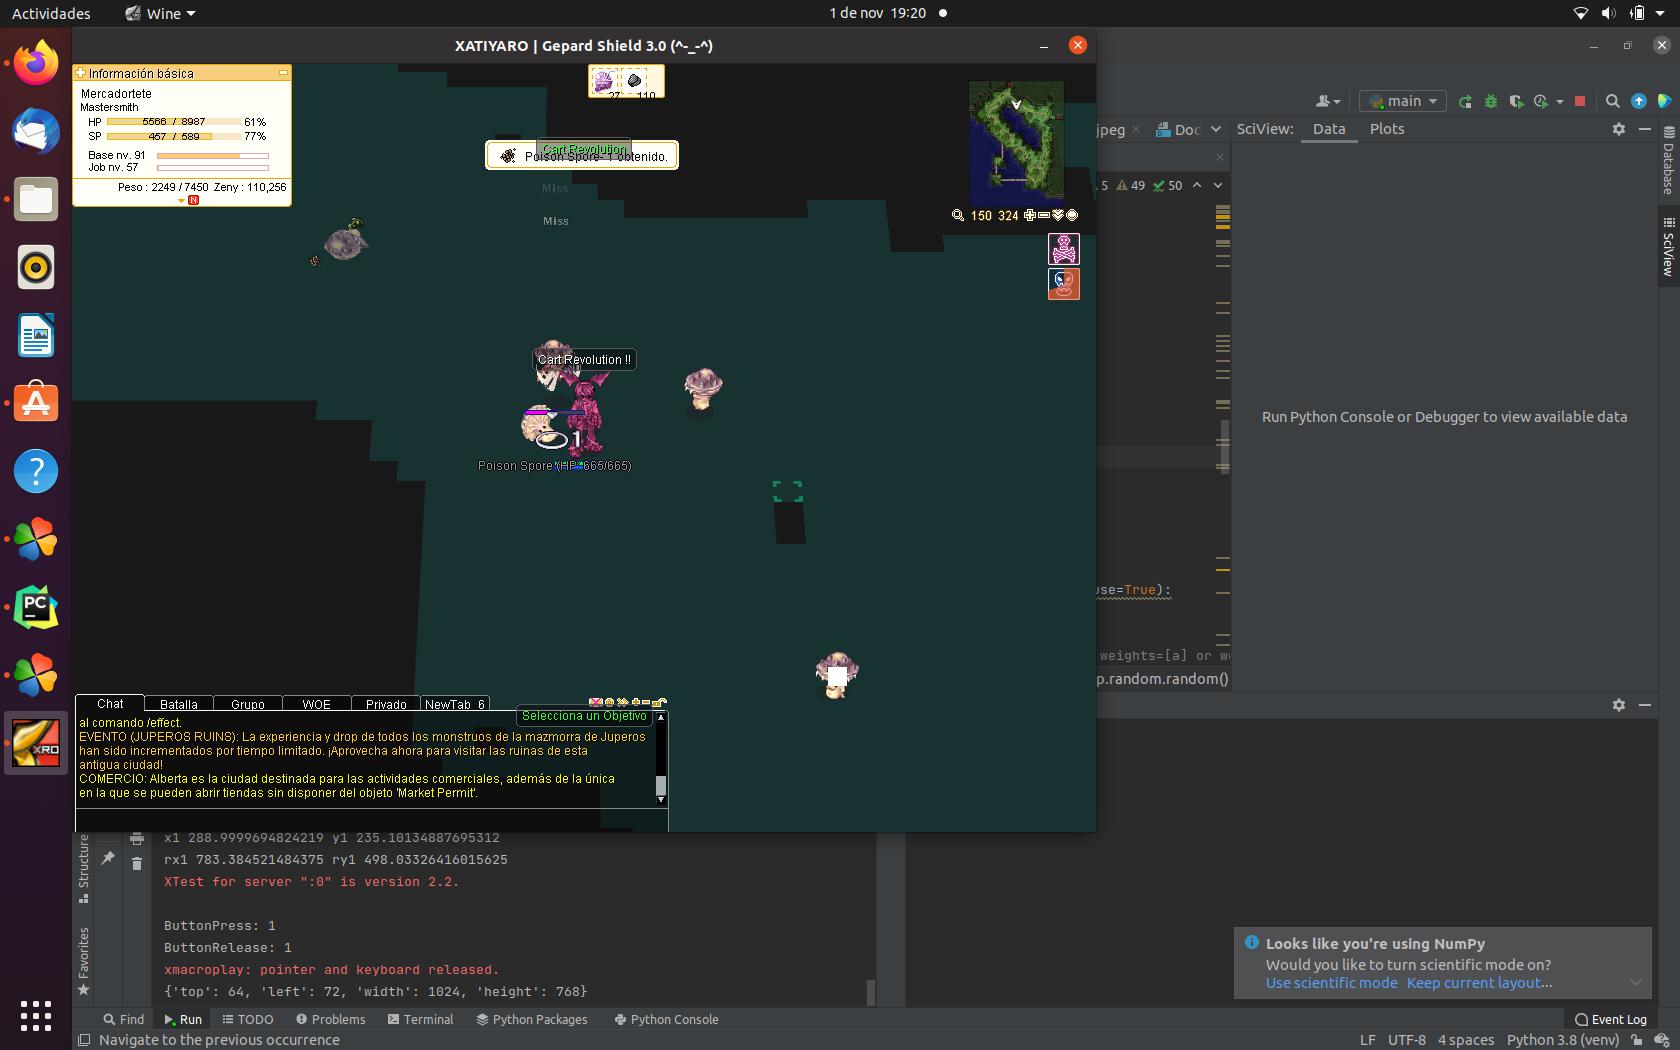 Actividades
Wine
1 de nov 19:20
XATIYARO | Gepard Shield 3.0 (^-_-^)
Información básica
Mercadortete
Mastersmith
HP 5566 / 8987 61%
SP 457 / 589 77%
Base nv. 91
Job nv. 57
Peso : 2249 / 7450 Zeny : 110,256
N
27 110
Cart Revolution
Poison Spore- 1 obtenido.
Miss
Miss
150 324
Cart Revolution !!
1
Poison Spore (HP: 665/665)
main
jpeg
Doc
SciView:
Data
Plots
5 49 50
Database
SciView
Run Python Console or Debugger to view available data
use=True):
weights=[a] or w
p.random.random()
Chat
Batalla
Grupo
WOE
Privado
NewTab_6
Selecciona un Objetivo
al comando /effect.
EVENTO (JUPEROS RUINS): La experiencia y drop de todos los monstruos de la mazmorra de Juperos
han sido incrementados por tiempo limitado. ¡Aprovecha ahora para visitar las ruinas de esta
antigua ciudad!
COMERCIO: Alberta es la ciudad destinada para las actividades comerciales, además de la única
en la que se pueden abrir tiendas sin disponer del objeto 'Market Permit'.
PC
XRO
Structure
Favorites
x1 288.9999694824219 y1 235.10134887695312
rx1 783.384521484375 ry1 498.03326416015625
XTest for server ":0" is version 2.2.
ButtonPress: 1
ButtonRelease: 1
xmacroplay: pointer and keyboard released.
{'top': 64, 'left': 72, 'width': 1024, 'height': 768}
Looks like you're using NumPy
Would you like to turn scientific mode on?
Use scientific mode Keep current layout...
Find
Run
TODO
Problems
Terminal
Python Packages
Python Console
Event Log
Navigate to the previous occurrence
LF UTF-8 4 spaces Python 3.8 (venv)